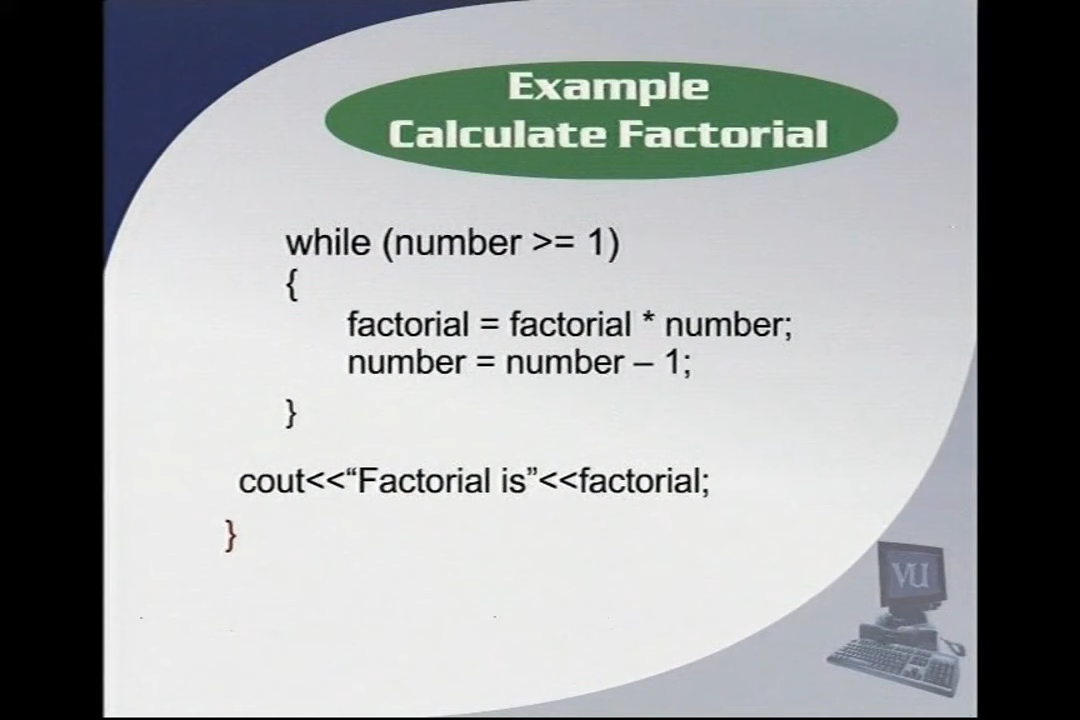 Example
Calculate Factorial
while (number >= 1)
{
factorial = factorial * number;
number = number – 1;
}
cout<<“Factorial is”<<factorial;
}
VU